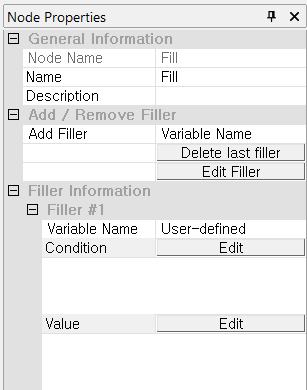 Node Properties
General Information
Node Name Fill
Name Fill
Description
Add / Remove Filler
Add Filler Variable Name
Delete last filler
Edit Filler
Filler Information
Filler #1
Variable Name User-defined
Condition Edit
Value Edit